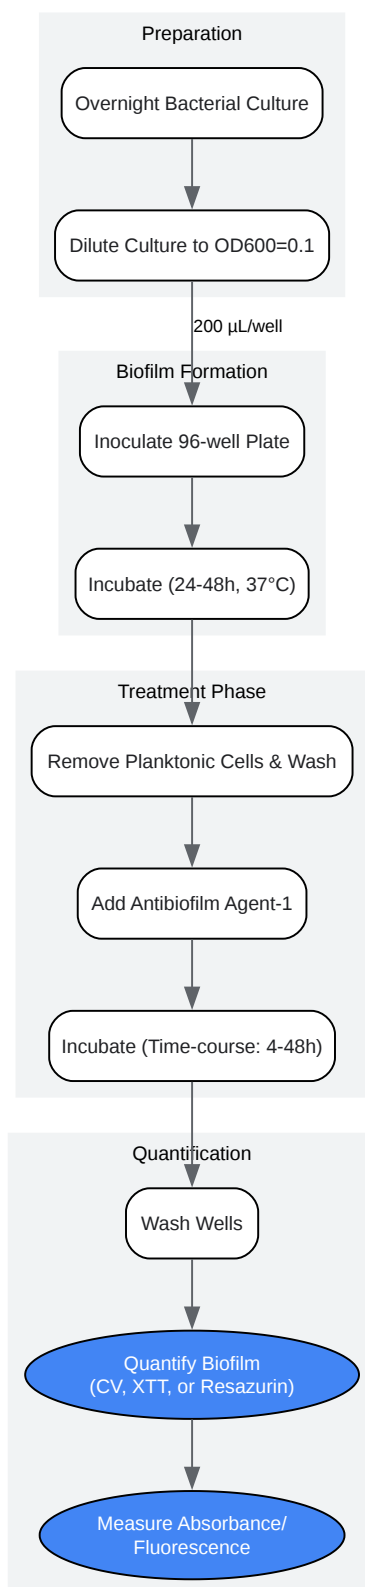 Preparation
Overnight Bacterial Culture
Dilute Culture to OD600=0.1
200 µL/well
Biofilm Formation
Inoculate 96-well Plate
Incubate (24-48h, 37°C)
Treatment Phase
Remove Planktonic Cells & Wash
Add Antibiofilm Agent-1
Incubate (Time-course: 4-48h)
Quantification
Wash Wells
Quantify Biofilm
(CV, XTT, or Resazurin)
Measure Absorbance/
Fluorescence